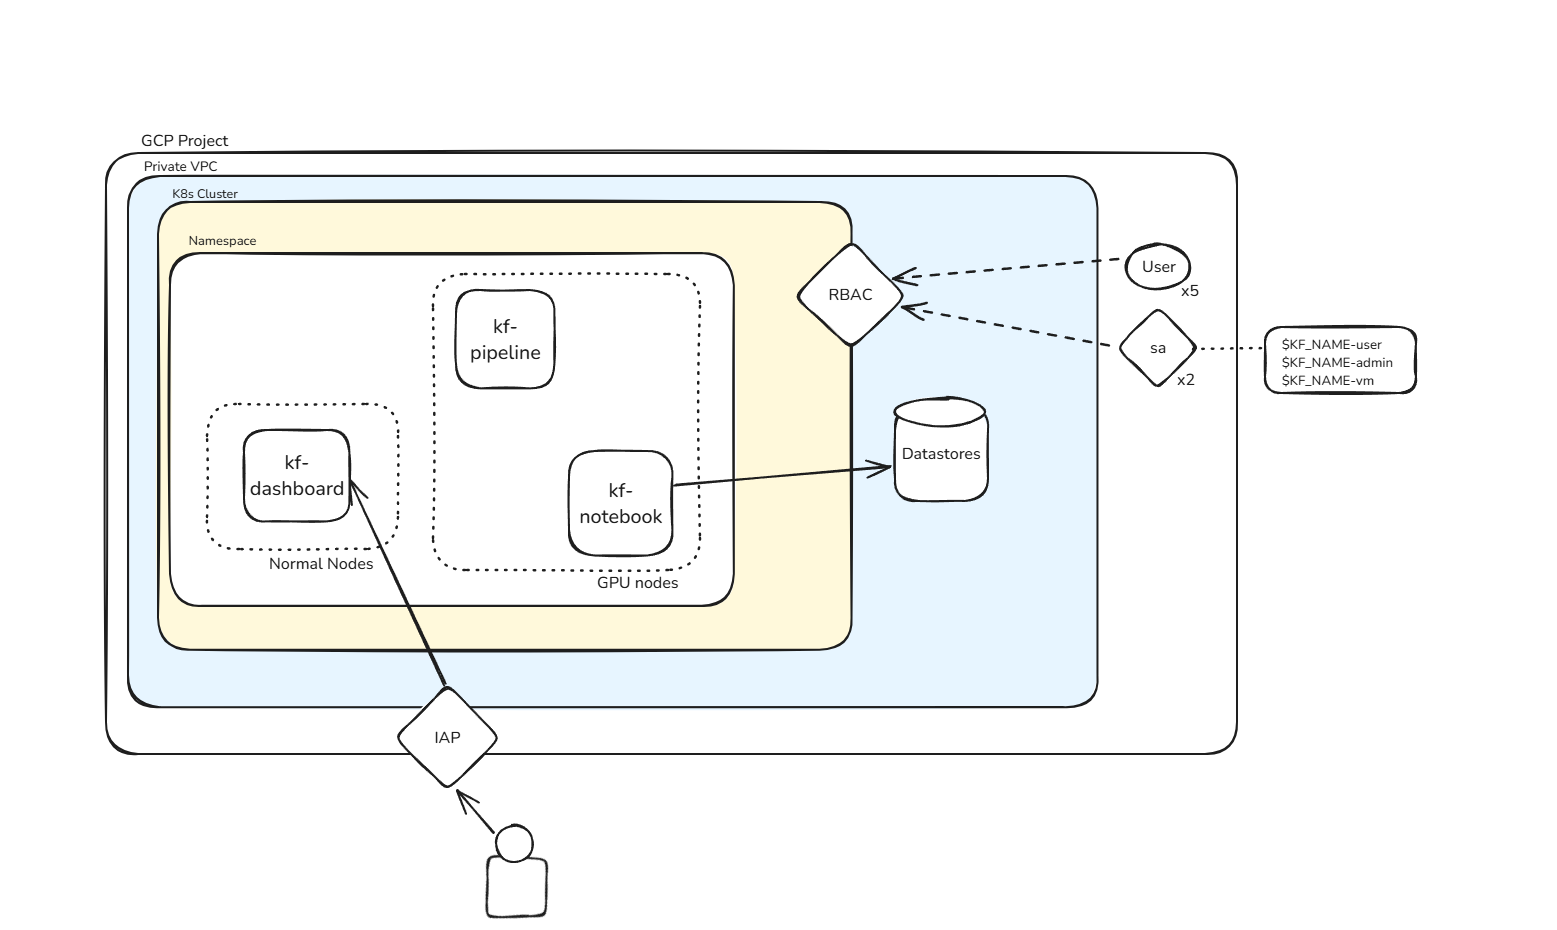 GCP Project
Private VPC
K8s Cluster
Namespace
User
x5
RBAC
kf-
pipeline
sa
x2
$KF_NAME-user
$KF_NAME-admin
$KF_NAME-vm
Datastores
kf-
dashboard
kf-
notebook
Normal Nodes
GPU nodes
IAP